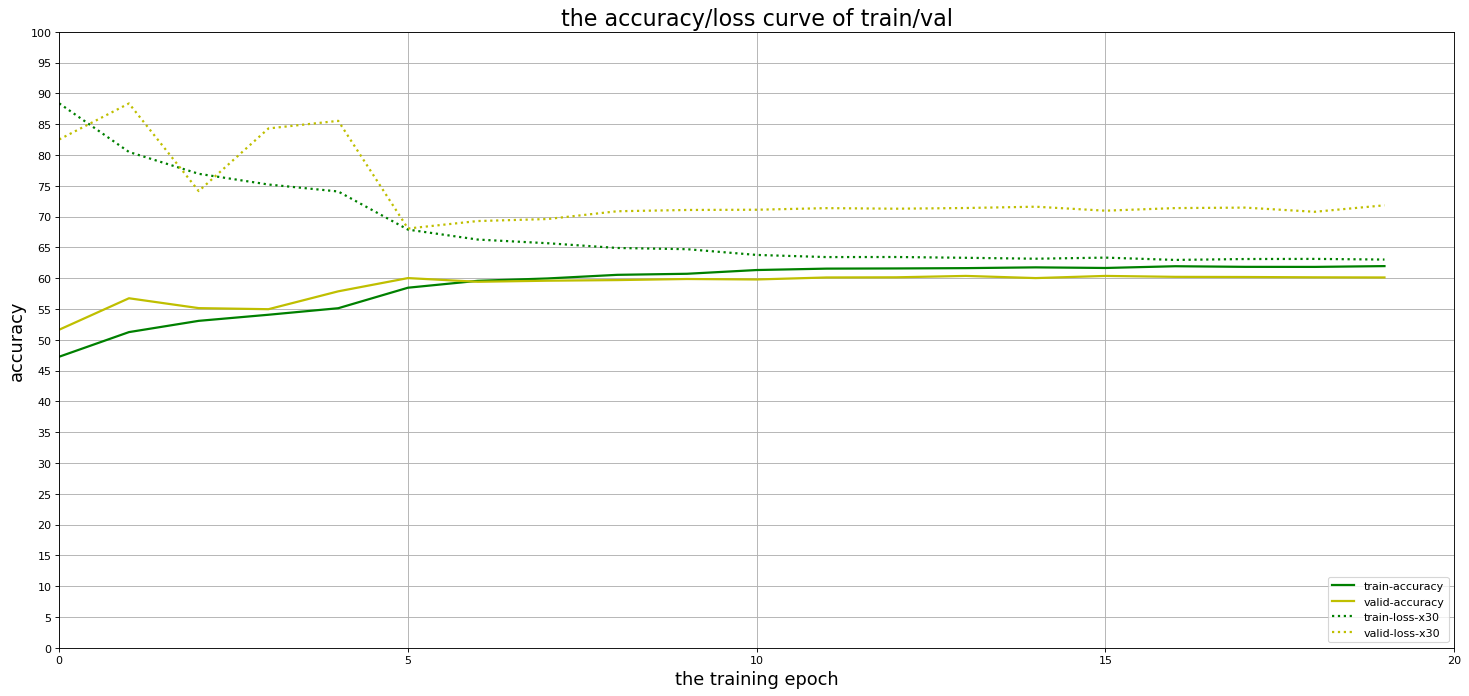 the accuracy/loss curve of train/val
100
95
90
85
80
75
70
65
60
55
50
45
40
35
30
25
20
15
10
5
0
accuracy
train-accuracy
valid-accuracy
train-loss-x30
valid-loss-x30
0 5 10 15 20
the training epoch